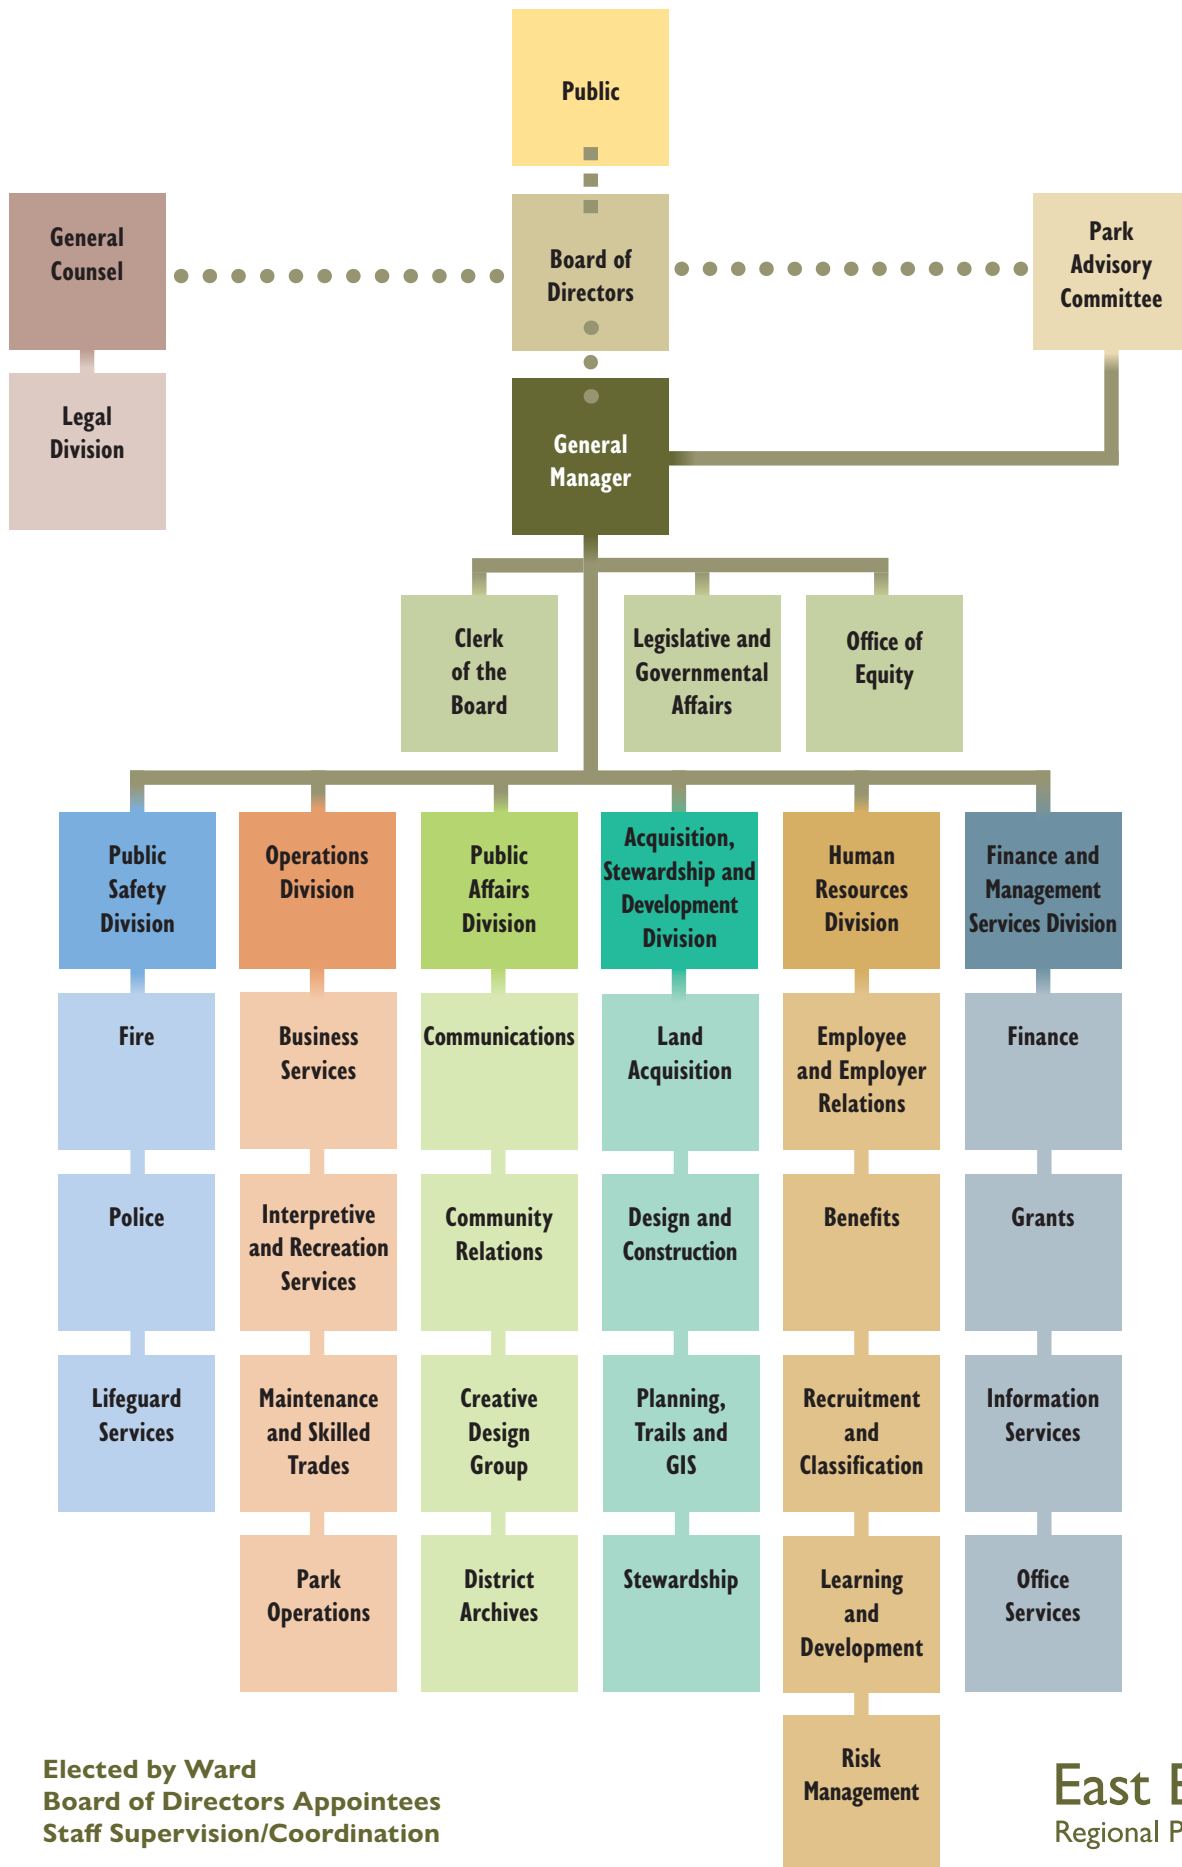 Public
General
Counsel
Board of
Directors
Park
Advisory
Committee
Legal
Division
General
Manager
Clerk
of the
Board
Legislative and
Governmental
Affairs
Office of
Equity
Public
Safety
Division
Operations
Division
Public
Affairs
Division
Acquisition,
Stewardship and
Development
Division
Human
Resources
Division
Finance and
Management
Services Division
Fire
Business
Services
Communications
Land
Acquisition
Employee
and Employer
Relations
Finance
Police
Interpretive
and Recreation
Services
Community
Relations
Design and
Construction
Benefits
Grants
Lifeguard
Services
Maintenance
and Skilled
Trades
Creative
Design
Group
Planning,
Trails and
GIS
Recruitment
and
Classification
Information
Services
Park
Operations
District
Archives
Stewardship
Learning
and
Development
Office
Services
Risk
Management
Elected by Ward
Board of Directors Appointees
Staff Supervision/Coordination
East
Regional